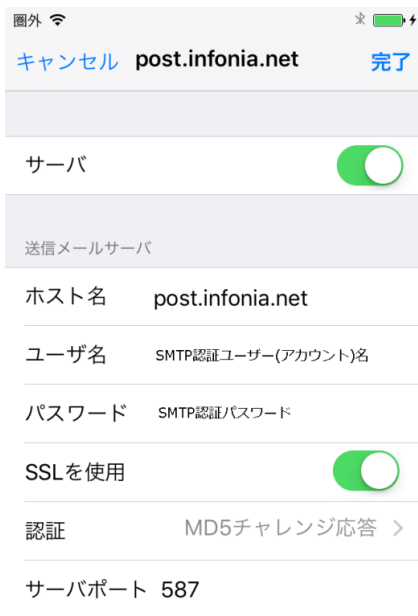 圏外
キャンセル post.infonia.net 完了
サーバ
送信メールサーバ
ホスト名 post.infonia.net
ユーザ名 SMTP認証ユーザー(アカウント)名
パスワード SMTP認証パスワード
SSLを使用
認証 MD5チャレンジ応答
サーバポート 587